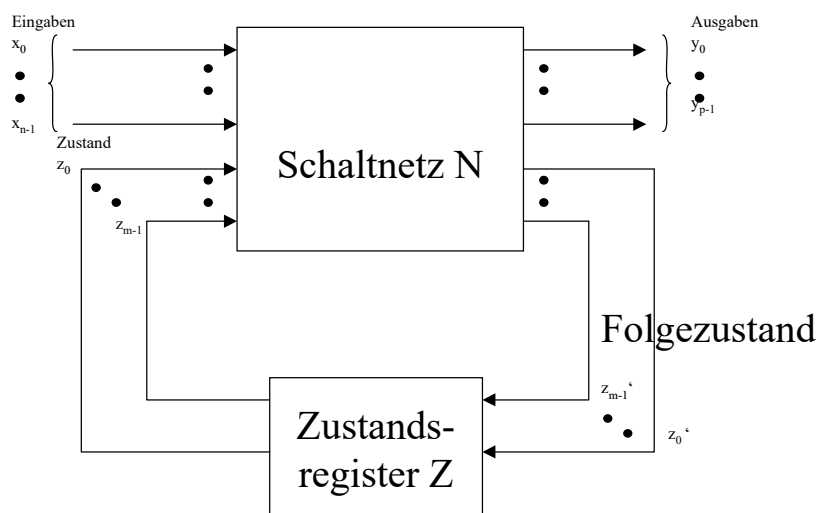 Eingaben
x0
xn-1
Zustand
z0
zm-1
Schaltnetz N
Ausgaben
y0
yp-1
Folgezustand
zm-1‘
z0‘
Zustands-
register Z